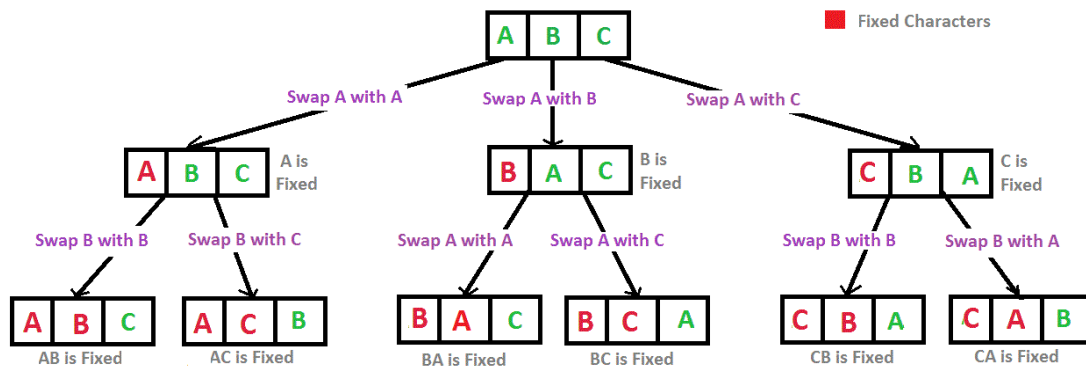 A B C
Fixed Characters
Swap A with A
Swap A with B
Swap A with C
A B C
A is
Fixed
B A C
B is
Fixed
C B A
C is
Fixed
Swap B with B
Swap B with C
Swap A with A
Swap A with C
Swap B with B
Swap B with A
A B C
A C B
B A C
B C A
C B A
C A B
AB is Fixed
AC is Fixed
BA is Fixed
BC is Fixed
CB is Fixed
CA is Fixed